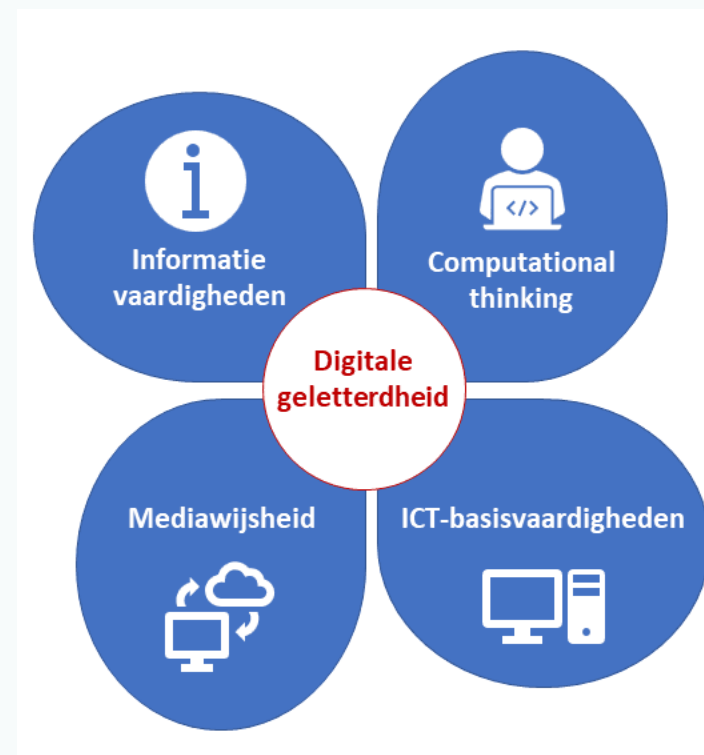 Informatie
vaardigheden
</>
Computational
thinking
Digitale
geletterdheid
Mediawijsheid
ICT-basisvaardigheden